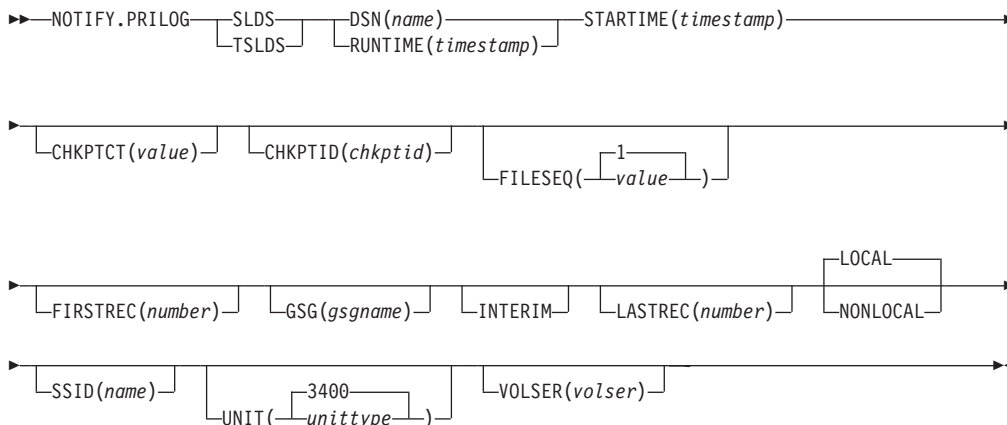 NOTIFY.PRILOG SLDS DSN(name) STARTIME(timestamp)
TSLDS RUNTIME(timestamp)
CHKPTCT(value) CHKPTID(chkptid)
1
FILESEQ( value )
LOCAL
FIRSTREC(number) GSG(gsgname) INTERIM LASTREC(number) NONLOCAL
SSID(name) 3400 VOLSER(volser)
UNIT( unittype )